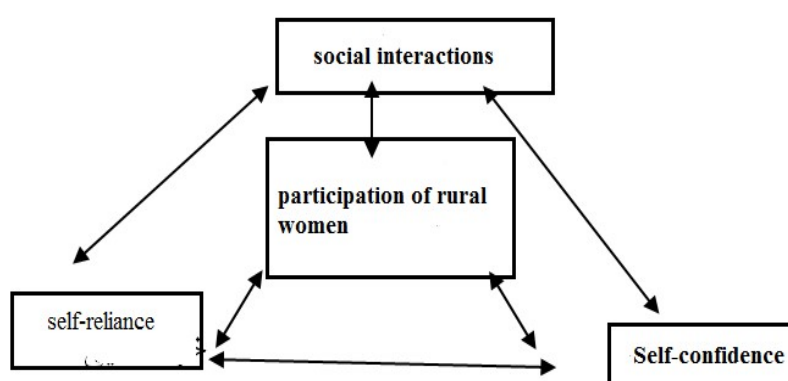 social interactions
participation of rural
women
self-reliance
Self-confidence